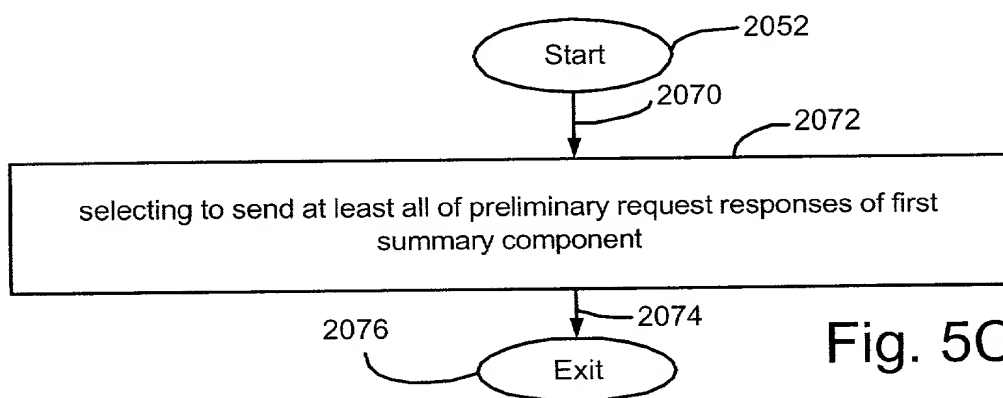 2052
Start
2070
2072
selecting to send at least all of preliminary request responses of first
summary component
2074
2076
Exit
Fig. 5C